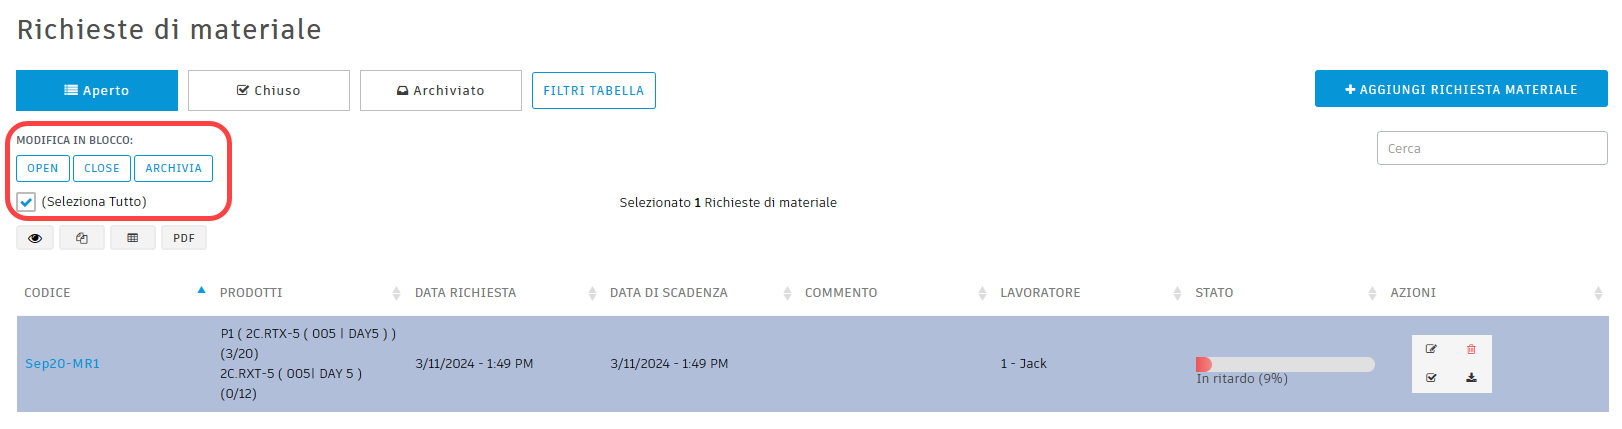 Richieste di materiale
Aperto
Chiuso
Archiviato
FILTRI TABELLA
AGGIUNGI RICHIESTA MATERIALE
MODIFICA IN BLOCCO:
OPEN CLOSE ARCHIVIA
Cerca
(Seleziona Tutto)
Selezionato 1 Richieste di materiale
PDF
CODICE PRODOTTI DATA RICHIESTA DATA DI SCADENZA COMMENTO LAVORATORE STATO AZIONI
Sep20-MR1
P1 ( 2C.RTX-5 ( 005 | DAY5 ) )
(3/20)
2C.RXT-5 ( 005| DAY 5 )
(0/12)
3/11/2024 - 1:49 PM
3/11/2024 - 1:49 PM
1 - Jack
In ritardo (9%)